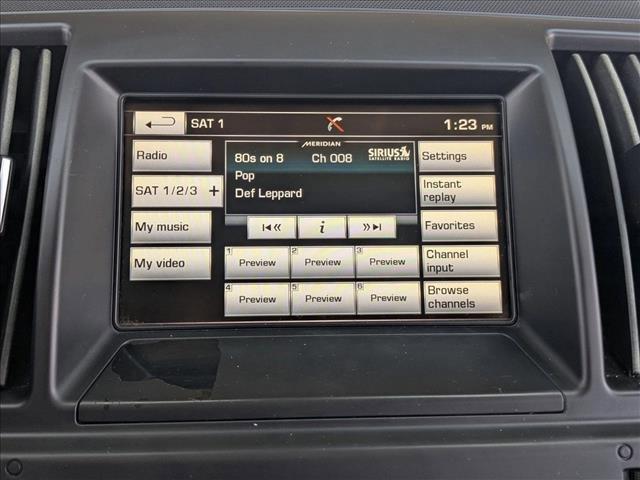 SAT 1
1:23 PM
MERIDIAN
Radio
80s on 8 Ch 008 SIRIUS
SATELLITE RADIO
Settings
Pop
SAT 1/2/3 +
Def Leppard
Instant
replay
My music
i
Favorites
My video
1 Preview 2 Preview 3 Preview
Channel
input
4 Preview 5 Preview 6 Preview
Browse
channels